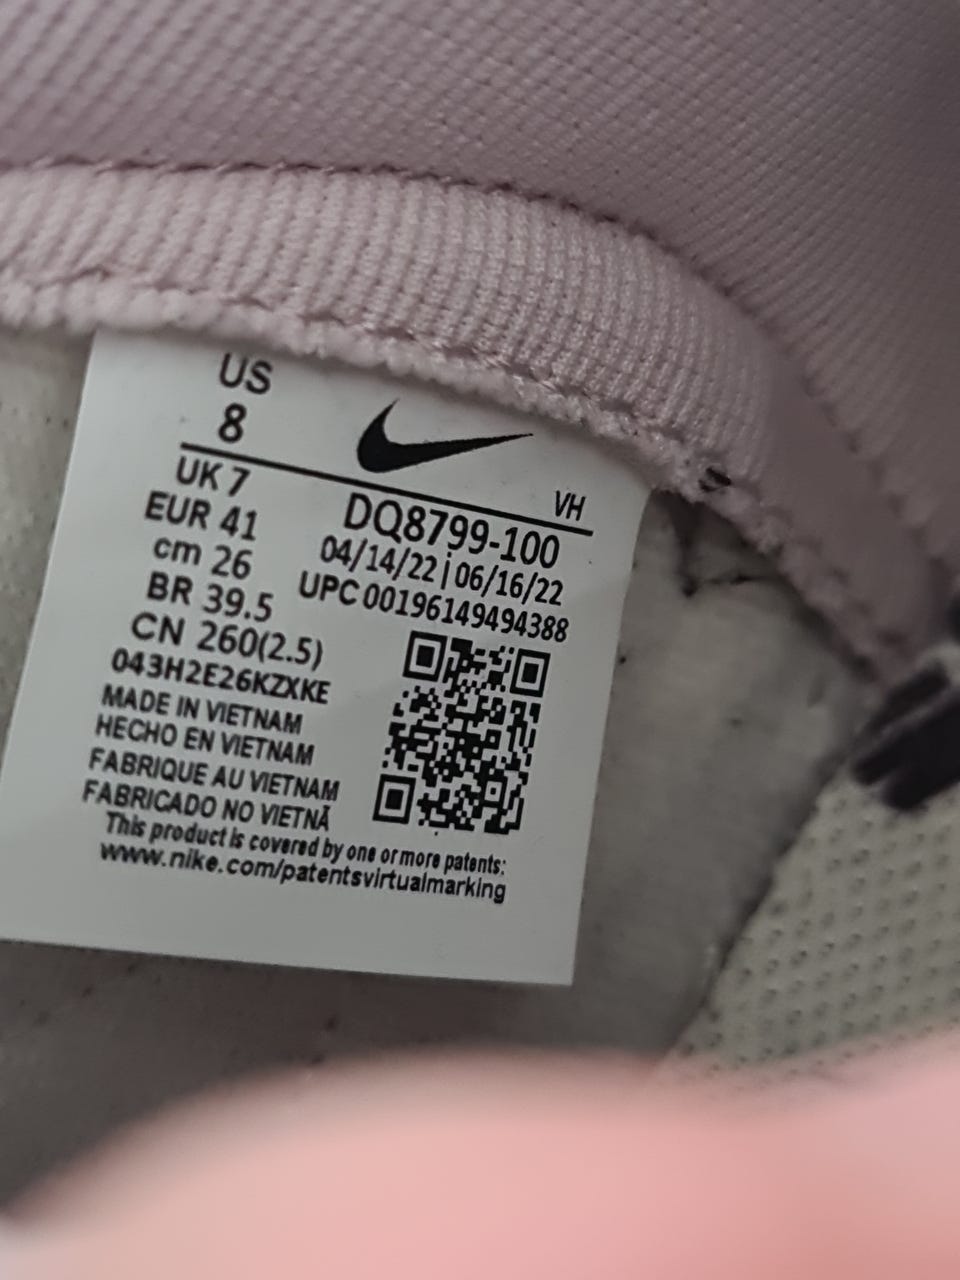 US
8
VH
UK 7
EUR 41
cm 26
BR 39.5
CN 260(2.5)
043H2E26KZXKE
MADE IN VIETNAM
HECHO EN VIETNAM
FABRIQUE AU VIETNAM
FABRICADO NO VIETNÃ
DQ8799-100
04/14/22 | 06/16/22
UPC 00196149494388
This product is covered by one or more patents:
www.nike.com/patentsvirtualmarking